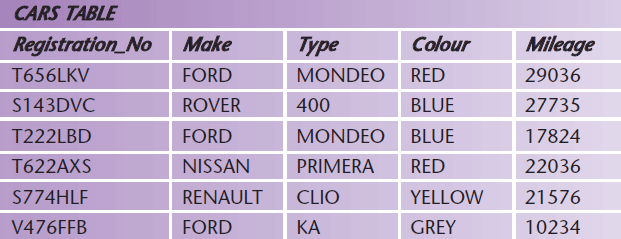 CARS TABLE
Registration_No Make Type Colour Mileage
T656LKV FORD MONDEO RED 29036
S143DVC ROVER 400 BLUE 27735
T222LBD FORD MONDEO BLUE 17824
T622AXS NISSAN PRIMERA RED 22036
S774HLF RENAULT CLIO YELLOW 21576
V476FFB FORD KA GREY 10234